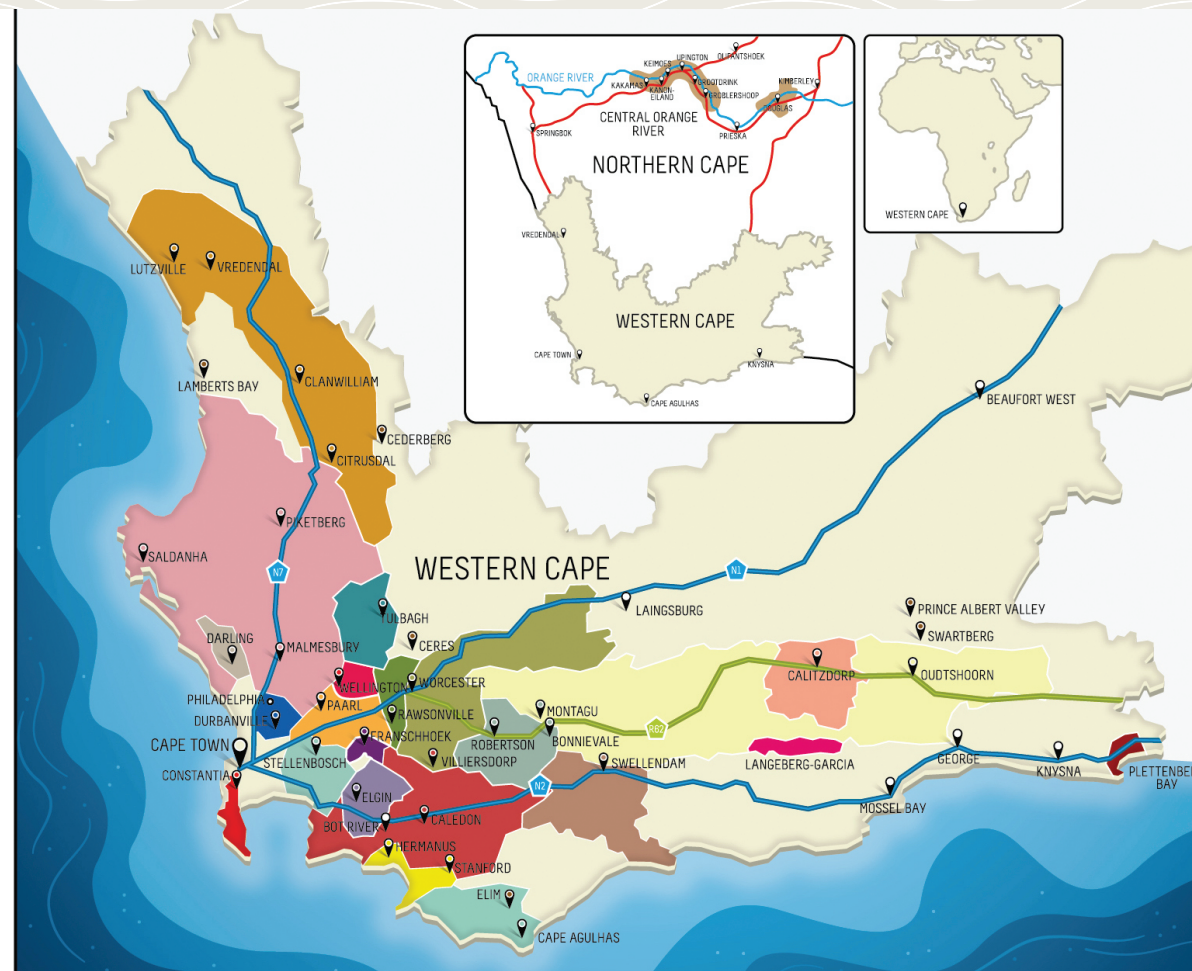 ORANGE RIVER
KEIMOES
UPINGTON
OLIFANTSHOEK
KAKAMAS
KANON-
EILAND
GROOTDRINK
GROBLERSHOOP
KIMBERLEY
DOUGLAS
CENTRAL ORANGE
RIVER
SPRINGBOK
PRIESKA
NORTHERN CAPE
VREDENDAL
WESTERN CAPE
CAPE TOWN
KNYSNA
CAPE AGULHAS
WESTERN CAPE
LUTZVILLE
VREDENDAL
LAMBERTS BAY
CLANWILLIAM
BEAUFORT WEST
CEDERBERG
CITRUSDAL
PIKETBERG
SALDANHA
WESTERN CAPE
N7
N1
LAINGSBURG
PRINCE ALBERT VALLEY
SWARTBERG
TULBAGH
CERES
DARLING
MALMESBURY
CALITZDORP
OUDTSHOORN
WELLINGTON
WORCESTER
PHILADELPHIA
PAARL
DURBANVILLE
RAWSONVILLE
MONTAGU
R62
CAPE TOWN
FRANSCHHOEK
ROBERTSON
BONNIEVALE
STELLENBOSCH
VILLIERSDORP
SWELLENDAM
LANGEBERG-GARCIA
GEORGE
KNYSNA
PLETTENBE
BAY
CONSTANTIA
N2
ELGIN
MOSSEL BAY
BOT RIVER
CALEDON
HERMANUS
STANFORD
ELIM
CAPE AGULHAS